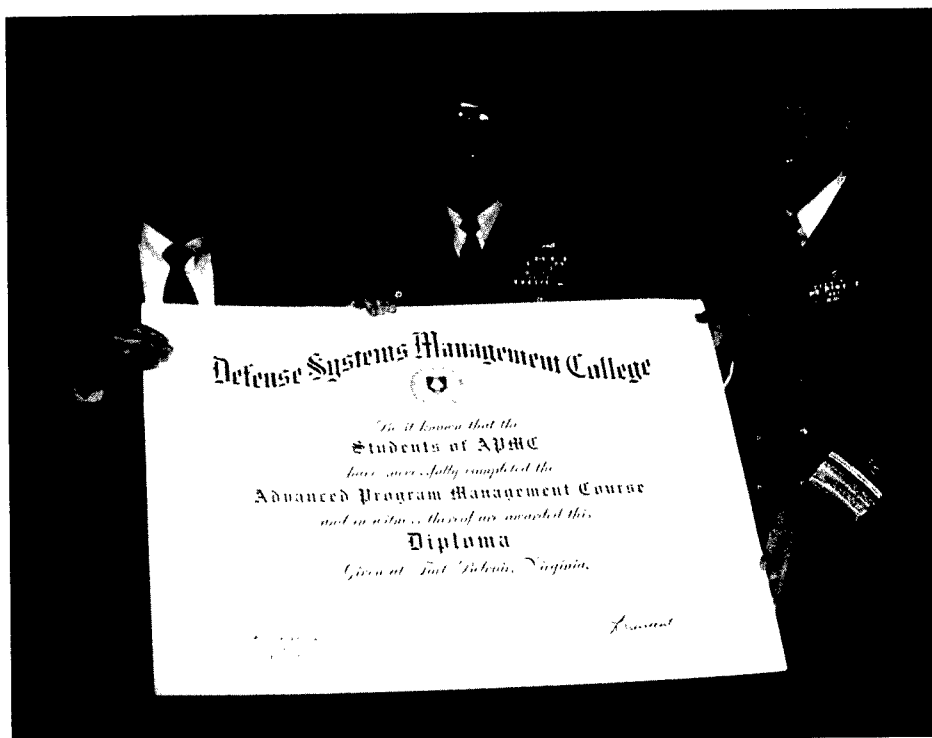 Defense Systems Management College
Be it known that the
Students of APMC
have successfully completed the
Advanced Program Management Course
and in witness thereof are awarded this
Diploma
Given at Fort Belvoir, Virginia.